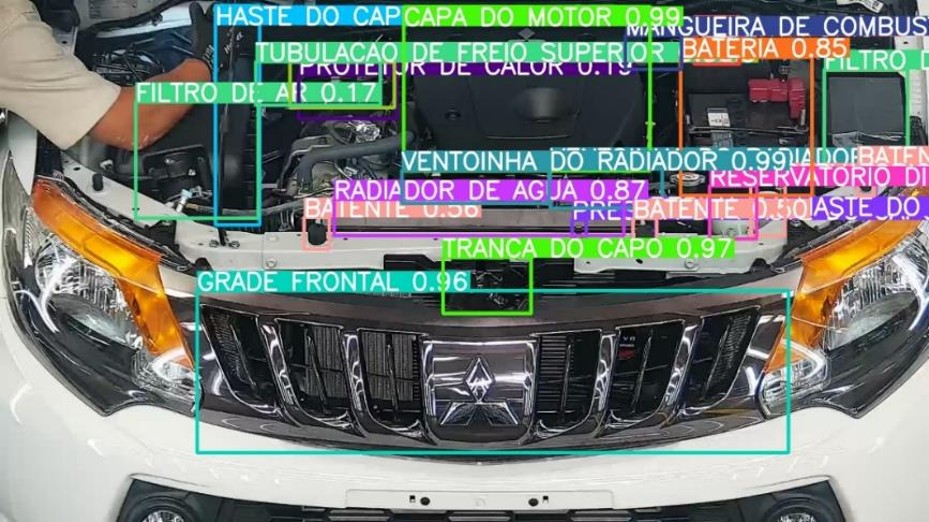 HASTE DO CAP
CAPA DO MOTOR 0.99
MANGUEIRA DE COMBUS
TUBULAÇÃO DE FREIO SUPERIOR
BATERIA 0.85
FILTRO D
PROTETOR DE CALOR 0.19
FILTRO DE AR 0.17
VENTOINHA DO RADIADOR 0.99
BATEN
RADIADOR DE AGUA 0.87
RESERVATORIO DI
BATENTE 0.56
PRES
BATENTE 0.50
HASTE DO
TRANCA DO CAPO 0.97
GRADE FRONTAL 0.96